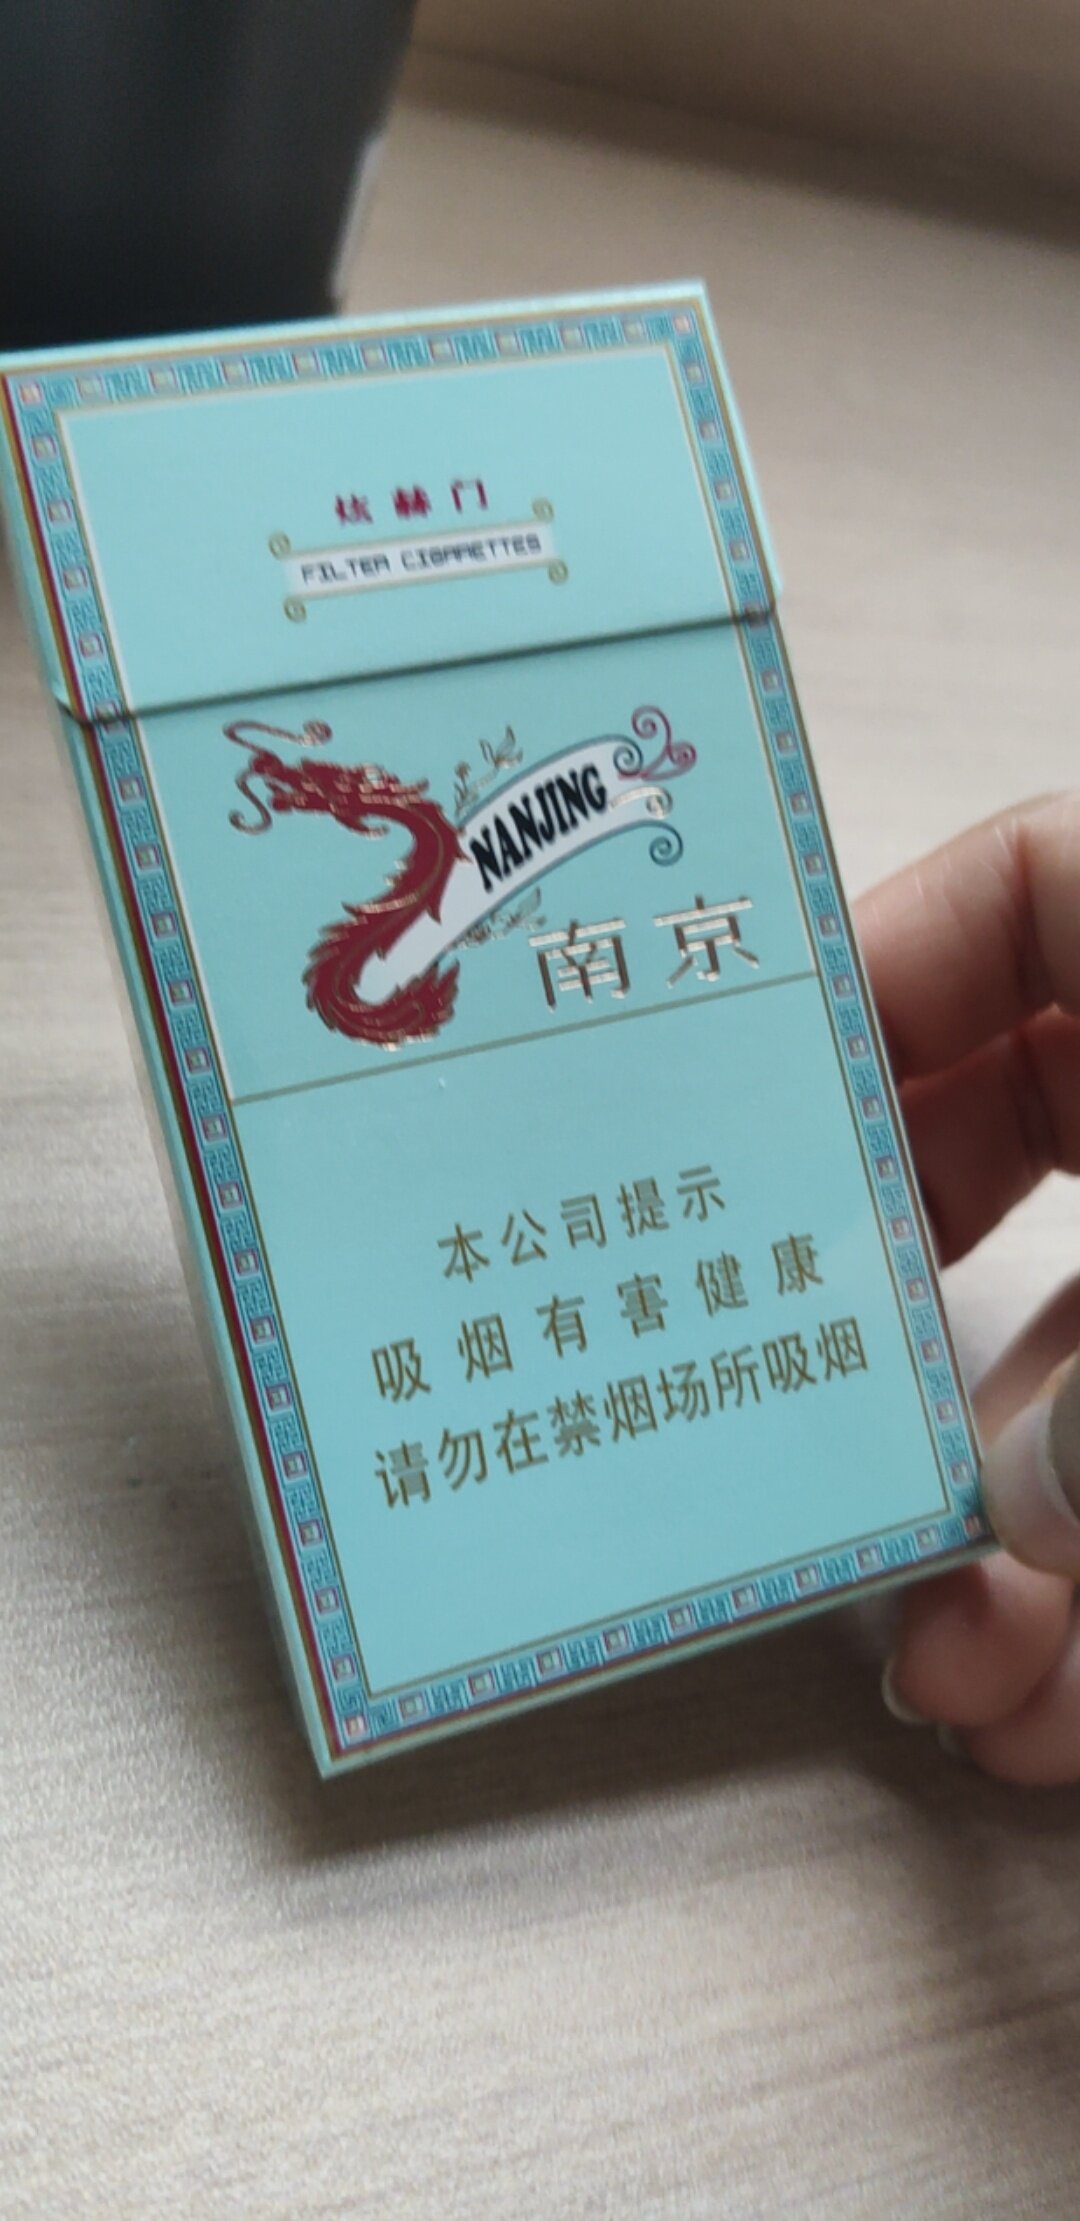 炫赫门
FILTER CIGARETTES
NANJING
南京
本公司提示
吸烟有害健康
请勿在禁烟场所吸烟